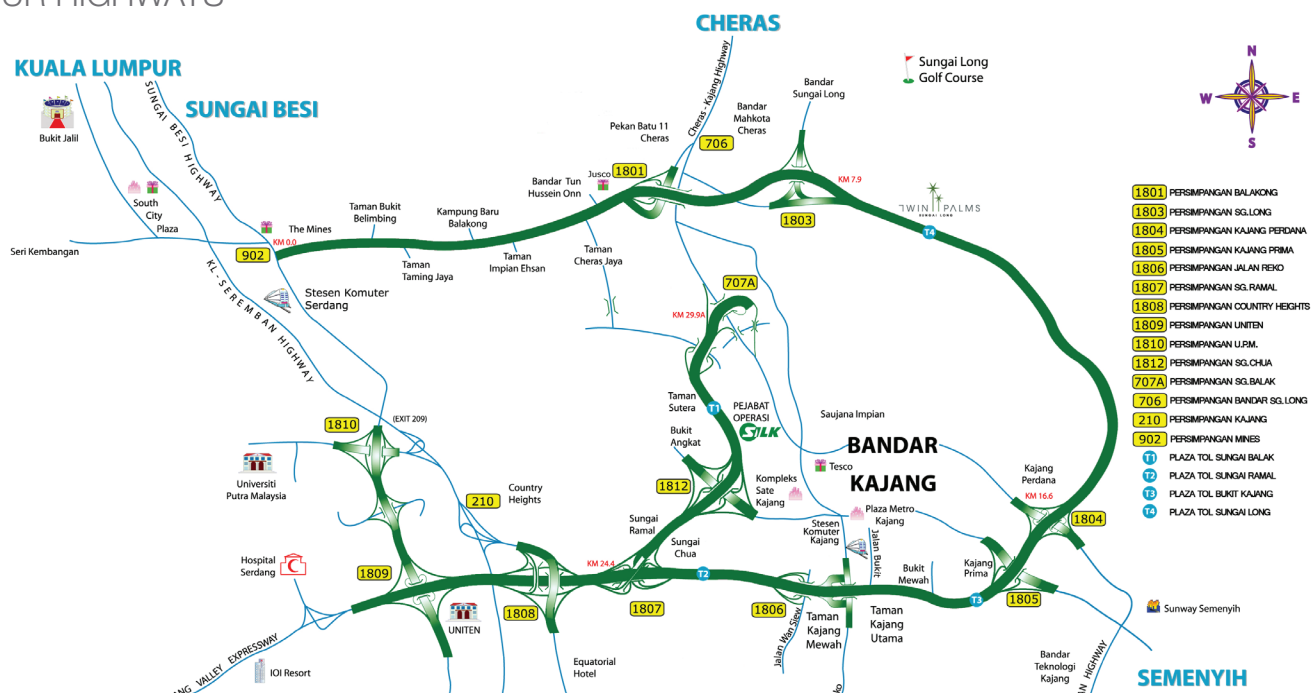 CHERAS
KUALA LUMPUR
SUNGAI BESI
SUNGAI BESI HIGHWAY
Bukit Jalil
Cheras - Kajang Highway
Sungai Long
Golf Course
N
W
E
S
Bandar
Sungai Long
Bandar
Mahkota
Cheras
Pekan Batu 11
Cheras
706
1801
Jusco
Bandar Tun
Hussein Onn
KM 7.9
1803
TWIN PALMS
SUNGAI LONG
T4
South
City
Plaza
Taman Bukit
Belimbing
Kampung Baru
Balakong
The Mines
KM 0.0
902
Seri Kembangan
Taman
Taming Jaya
Taman
Impian Ehsan
Taman
Cheras Jaya
KL - SEREMBAN HIGHWAY
Stesen Komuter
Serdang
707A
KM 29.9A
1801 PERSIMPANGAN BALAKONG
1803 PERSIMPANGAN SG.LONG
1804 PERSIMPANGAN KAJANG PERDANA
1805 PERSIMPANGAN KAJANG PRIMA
1806 PERSIMPANGAN JALAN REKO
1807 PERSIMPANGAN SG. RAMAL
1808 PERSIMPANGAN COUNTRY HEIGHTS
1809 PERSIMPANGAN UNITEN
1810 PERSIMPANGAN U.P.M.
1812 PERSIMPANGAN SG.CHUA
707A PERSIMPANGAN SG.BALAK
706 PERSIMPANGAN BANDAR SG.LONG
210 PERSIMPANGAN KAJANG
902 PERSIMPANGAN MINES
T1 PLAZA TOL SUNGAI BALAK
T2 PLAZA TOL SUNGAI RAMAL
T3 PLAZA TOL BUKIT KAJANG
T4 PLAZA TOL SUNGAI LONG
Taman
Sutera
T1
PEJABAT
OPERASI
SILK
Saujana Impian
1810
(EXIT 209)
Bukit
Angkat
BANDAR
KAJANG
Tesco
Universiti
Putra Malaysia
210
Country
Heights
1812
Kompleks
Sate
Kajang
Kajang
Perdana
KM 16.6
1804
Plaza Metro
Kajang
Stesen
Komuter
Kajang
Jalan Bukit
Sungai
Ramal
Sungai
Chua
Hospital
Serdang
1809
KM 24.4
T2
Bukit
Mewah
Kajang
Prima
T3
1805
1808
1807
1806
UNITEN
Jalan Wan Siew
Taman
Kajang
Mewah
Taman
Kajang
Utama
Sunway Semenyih
IOI Resort
Equatorial
Hotel
Bandar
Teknologi
Kajang
SEMENYIH
VALLEY EXPRESSWAY
HIGHWAY